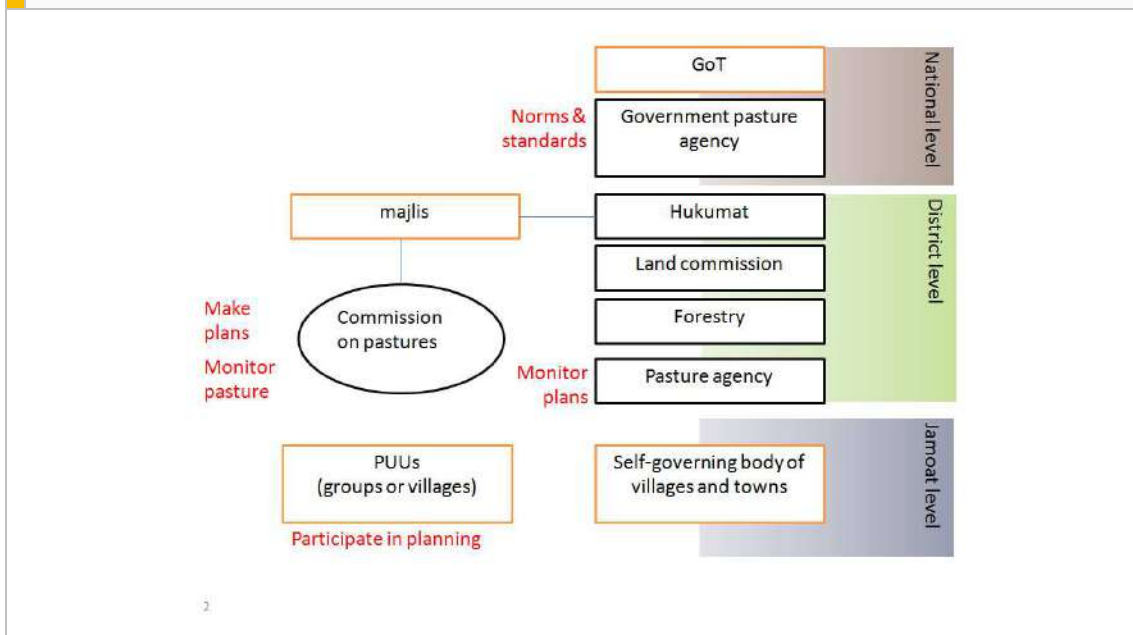 GoT
National level
Norms &
standards
Government pasture
agency
majlis
Hukumat
District level
Land commission
Make
plans
Commission
on pastures
Forestry
Monitor
pasture
Monitor
plans
Pasture agency
PUUs
(groups or villages)
Self-governing body of
villages and towns
Jamoat level
Participate in planning
2